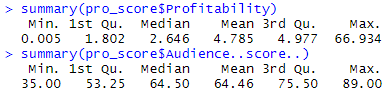 > summary(pro_score$Profitability)
Min. 1st Qu. Median Mean 3rd Qu. Max.
0.005 1.802 2.646 4.785 4.977 66.934
> summary(pro_score$Audience..score..)
Min. 1st Qu. Median Mean 3rd Qu. Max.
35.00 53.25 64.50 64.46 75.50 89.00